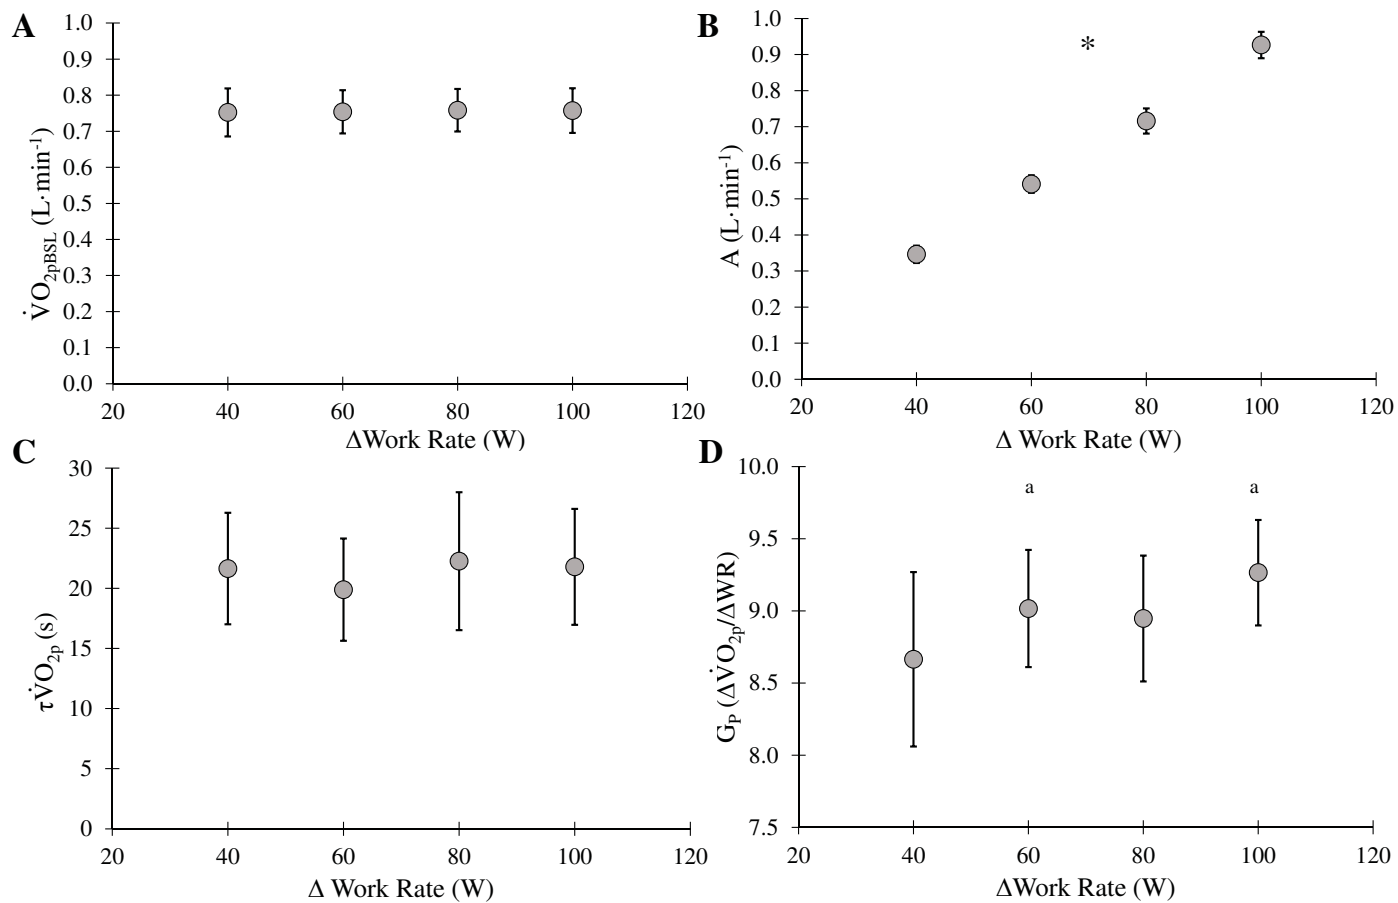 A
1.0
0.9
0.8
0.7
0.6
0.5
0.4
0.3
0.2
0.1
0.0
V̇O2pBSL (L·min-1)
20 40 60 80 100 120
ΔWork Rate (W)
B
1.0
0.9
0.8
0.7
0.6
0.5
0.4
0.3
0.2
0.1
0.0
A (L·min-1)
*
20 40 60 80 100 120
Δ Work Rate (W)
C
30
25
20
15
10
5
0
τV̇O2p (s)
20 40 60 80 100 120
Δ Work Rate (W)
D
10.0
9.5
9.0
8.5
8.0
7.5
GP (ΔV̇O2p/ΔWR)
a a
20 40 60 80 100 120
ΔWork Rate (W)